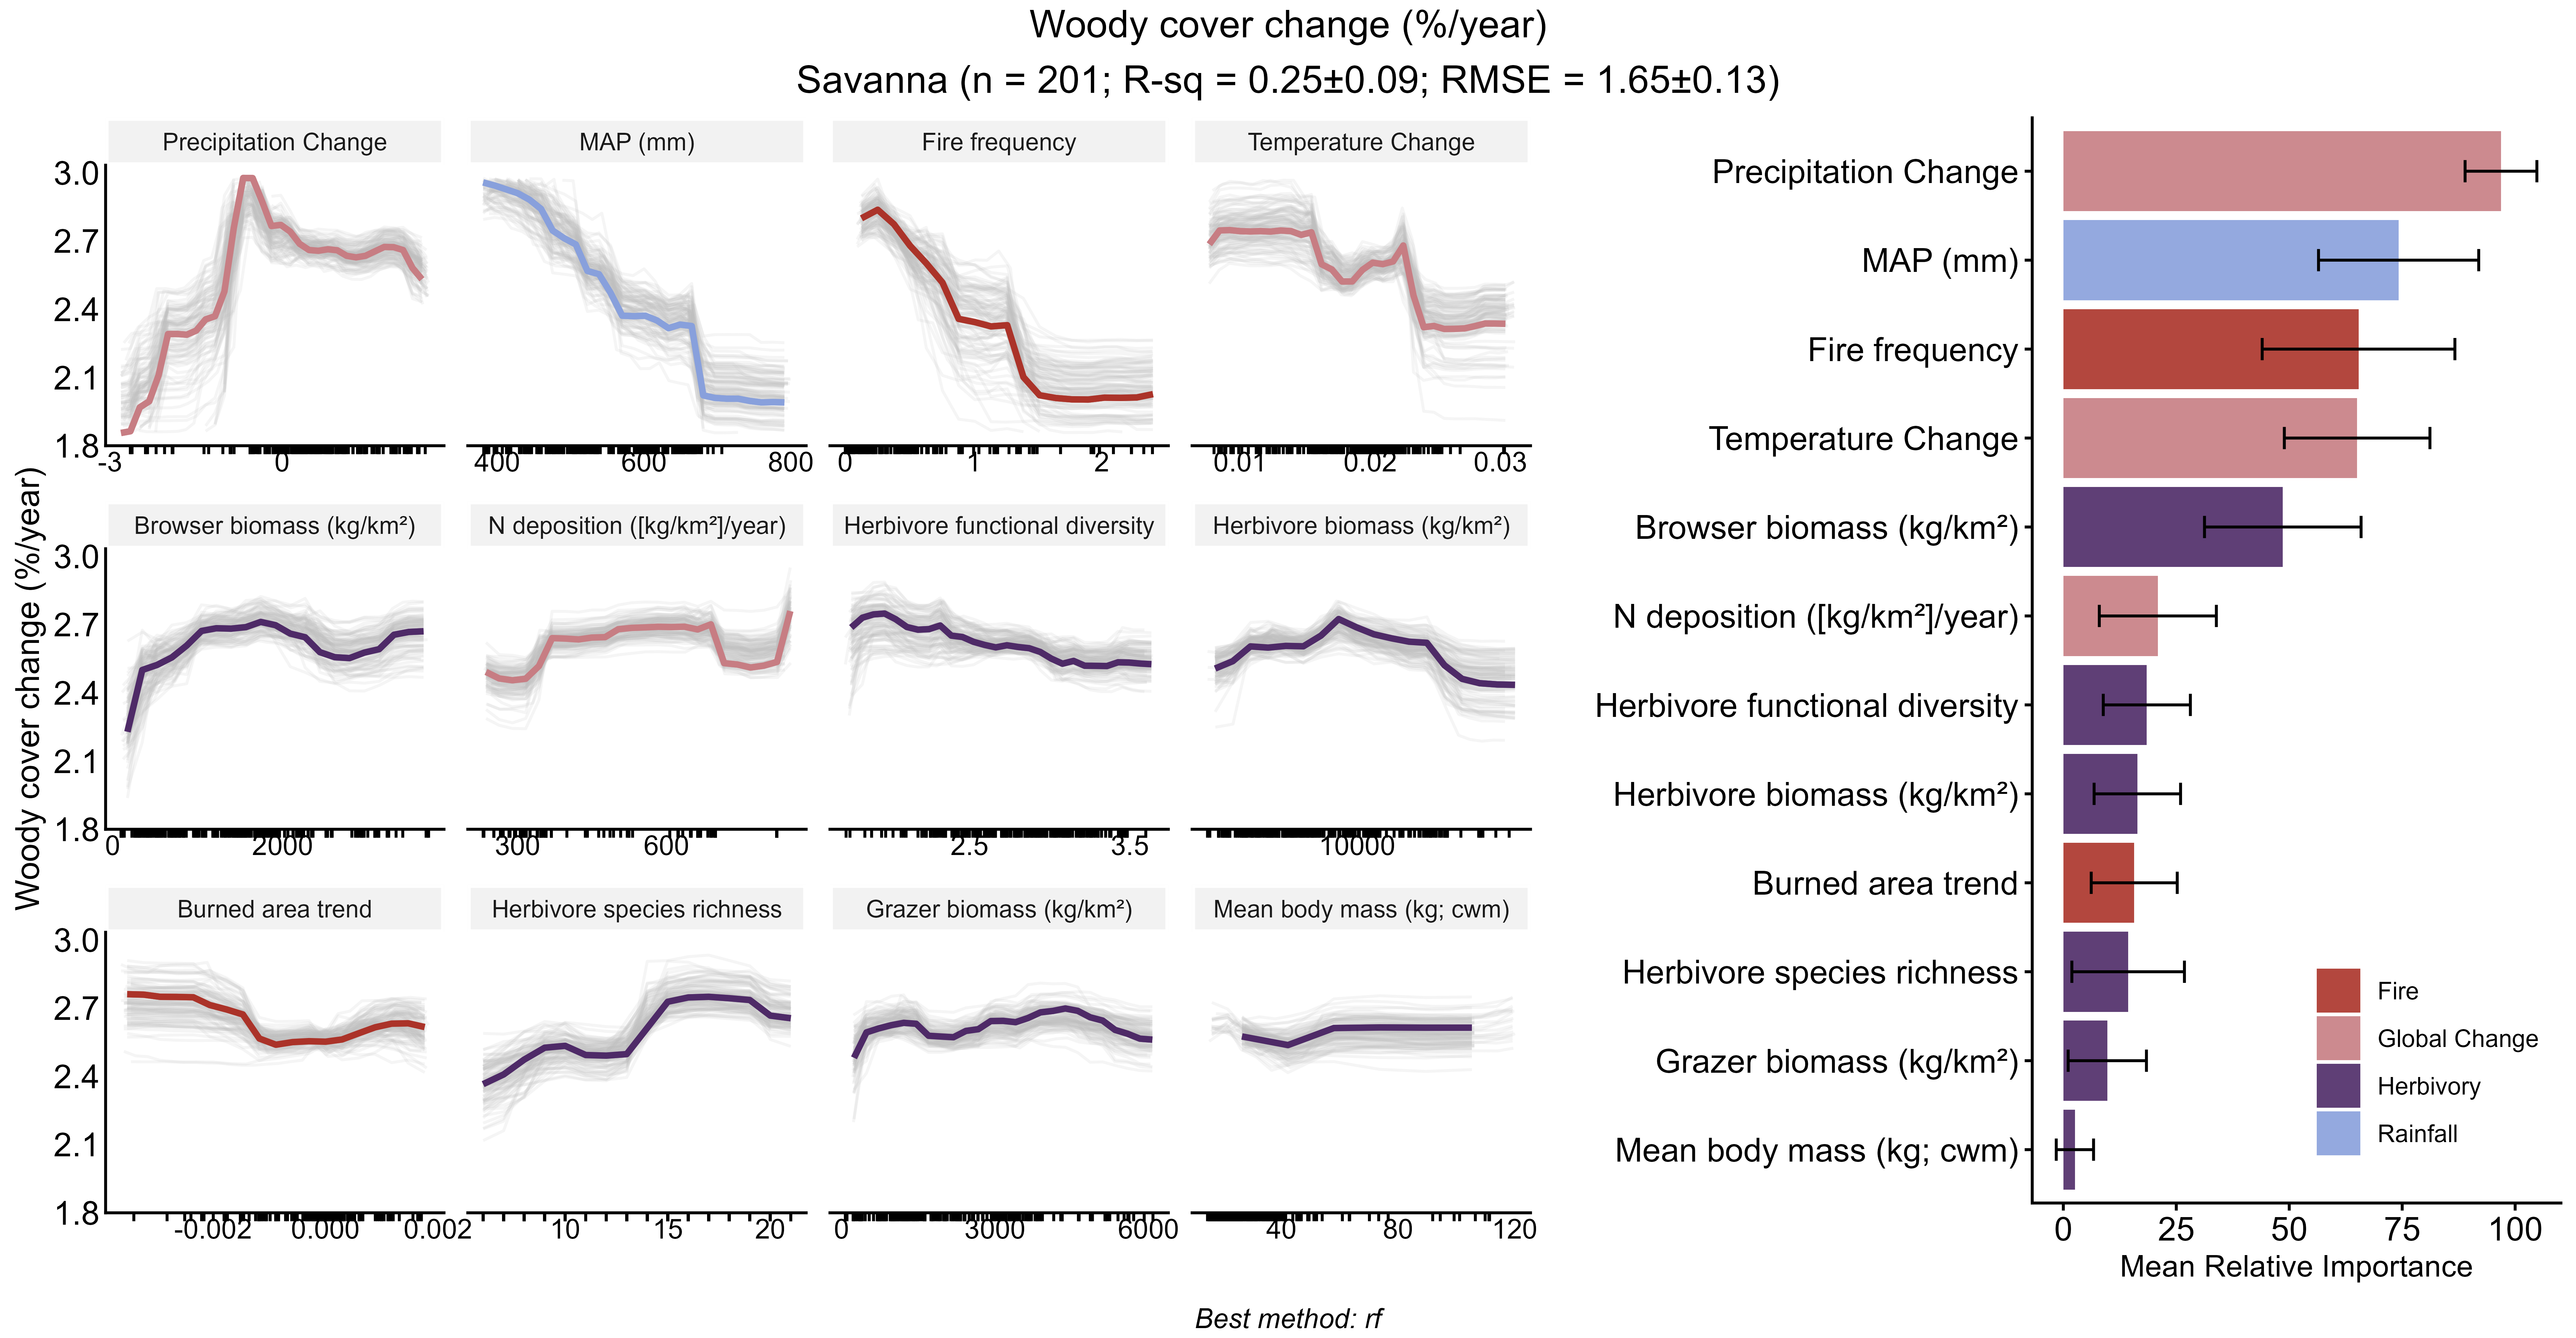 Woody cover change (%/year)
Savanna (n = 201; R-sq = 0.25±0.09; RMSE = 1.65±0.13)
Woody cover change (%/year)
Precipitation Change
MAP (mm)
Fire frequency
Temperature Change
3.0
2.7
2.4
2.1
1.8
-3 0
400 600 800
0 1 2
0.01 0.02 0.03
Browser biomass (kg/km²)
N deposition ([kg/km²]/year)
Herbivore functional diversity
Herbivore biomass (kg/km²)
3.0
2.7
2.4
2.1
1.8
0 2000
300 600
2.5 3.5
10000
Burned area trend
Herbivore species richness
Grazer biomass (kg/km²)
Mean body mass (kg; cwm)
3.0
2.7
2.4
2.1
1.8
-0.002 0.000 0.002
10 15 20
0 3000 6000
40 80 120
Best method: rf
Precipitation Change
MAP (mm)
Fire frequency
Temperature Change
Browser biomass (kg/km²)
N deposition ([kg/km²]/year)
Herbivore functional diversity
Herbivore biomass (kg/km²)
Burned area trend
Herbivore species richness
Grazer biomass (kg/km²)
Mean body mass (kg; cwm)
0 25 50 75 100
Mean Relative Importance
Fire
Global Change
Herbivory
Rainfall